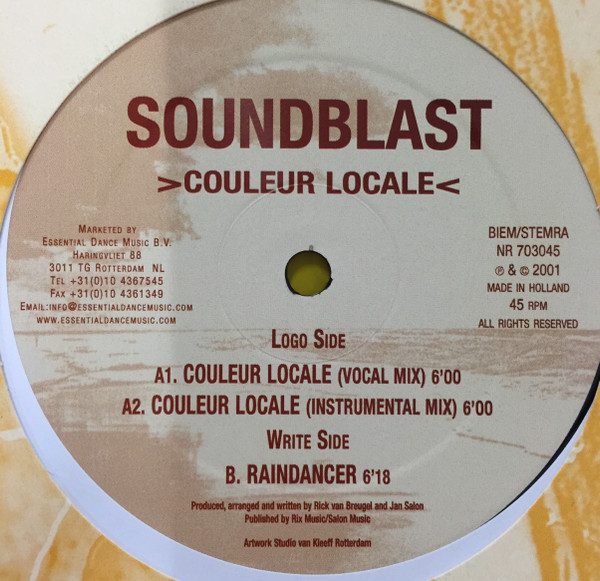 SOUNDBLAST
>COULEUR LOCALE<
MARKETED BY
ESSENTIAL DANCE MUSIC B.V.
HARINGVLIET 88
3011 TG ROTTERDAM NL
TEL +31(0)10 4367545
FAX +31(0)10 4361349
EMAIL:INFO@ESSENTIALDANCEMUSIC.COM
WWW.ESSENTIALDANCEMUSIC.COM
BIEM/STEMRA
NR 703045
℗ & © 2001
MADE IN HOLLAND
45 RPM
ALL RIGHTS RESERVED
LOGO SIDE
A1. COULEUR LOCALE (VOCAL MIX) 6'00
A2. COULEUR LOCALE (INSTRUMENTAL MIX) 6'00
WRITE SIDE
B. RAINDANCER 6'18
Produced, arranged and written by Rick van Breugel and Jan Salon
Published by Rix Music/Salon Music
Artwork Studio van Kleeff Rotterdam